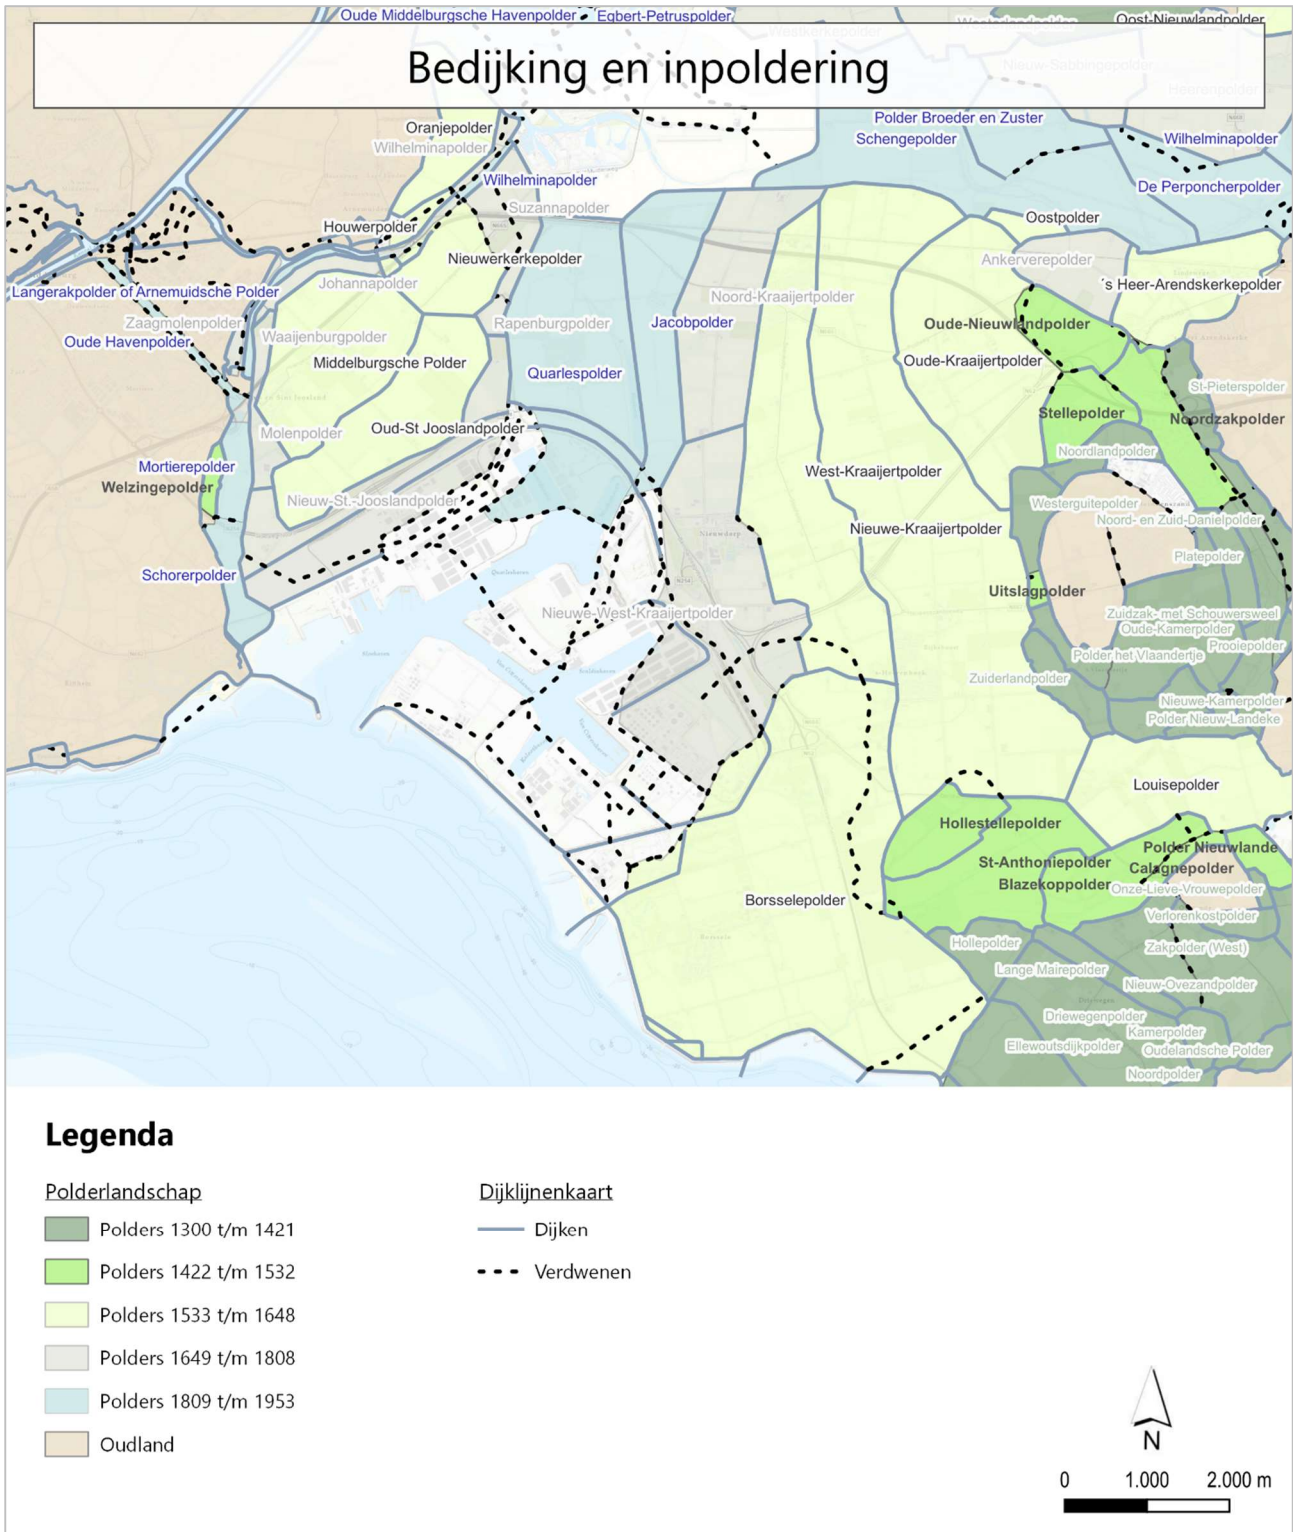 Oude Middelburgsche Havenpolder
Egbert-Petruspolder
Westerlandpolder
Oost-Nieuwlandpolder
Westkerkepolder
Bedijking en inpoldering
Nieuw-Sabbingepolder
Heerenpolder
Polder Broeder en Zuster
Oranjepolder
Schengepolder
Wilhelminapolder
Wilhelminapolder
Wilhelminapolder
De Perponcherpolder
Suzannapolder
Oostpolder
Houwerpolder
Nieuwerkerkepolder
Ankerverepolder
Johannapolder
´s Heer-Arendskerkepolder
Langerakpolder of Arnemuidsche Polder
Noord-Kraaijertpolder
Zaagmolenpolder
Rapenburgpolder
Jacobpolder
Oude-Nieuwlandpolder
Waaijenburgpolder
Oude Havenpolder
Middelburgsche Polder
Oude-Kraaijertpolder
Quarlespolder
St-Pieterspolder
Stellepolder
Noordzakpolder
Oud-St Jooslandpolder
Molenpolder
Noordlandpolder
Mortierepolder
West-Kraaijertpolder
Welzingepolder
Nieuw-St.-Jooslandpolder
Westerguitepolder
Noord- en Zuid-Danielpolder
Nieuwe-Kraaijertpolder
Nieuwdorp
Platepolder
Schorerpolder
Quarleshaven
Uitslagpolder
Nieuwe-West-Kraaijertpolder
Zuidzak- met Schouwersweel
Oude-Kamerpolder
Prooiepolder
Polder het Vlaandertje
Zuiderlandpolder
Nieuwe-Kamerpolder
Polder Nieuw-Landeke
Louisepolder
Hollestellepolder
Polder Nieuwlande
St-Anthoniepolder
Calagnepolder
Blazekoppolder
Onze-Lieve-Vrouwepolder
Borsselepolder
Verlorenkostpolder
Hollepolder
Zakpolder (West)
Lange Mairepolder
Nieuw-Ovezandpolder
Driewegenpolder
Kamerpolder
Ellewoutsdijkpolder
Oudelandsche Polder
Noordpolder
Legenda
Polderlandschap
Polders 1300 t/m 1421
Polders 1422 t/m 1532
Polders 1533 t/m 1648
Polders 1649 t/m 1808
Polders 1809 t/m 1953
Oudland
Dijklijnenkaart
Dijken
Verdwenen
N
0 1.000 2.000 m